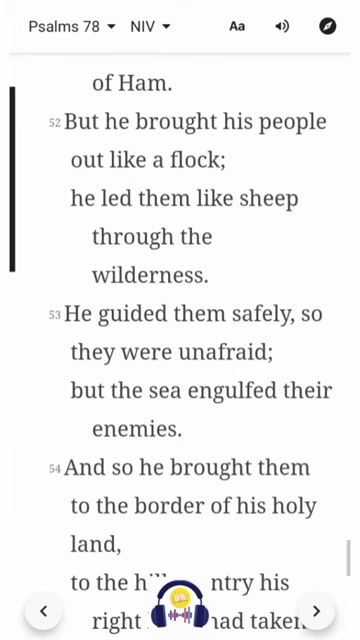 Psalms 78 NIV Aa
of Ham.
52 But he brought his people
out like a flock;
he led them like sheep
through the
wilderness.
53 He guided them safely, so
they were unafraid;
but the sea engulfed their
enemies.
54 And so he brought them
to the border of his holy
land,
to the his
right had taken